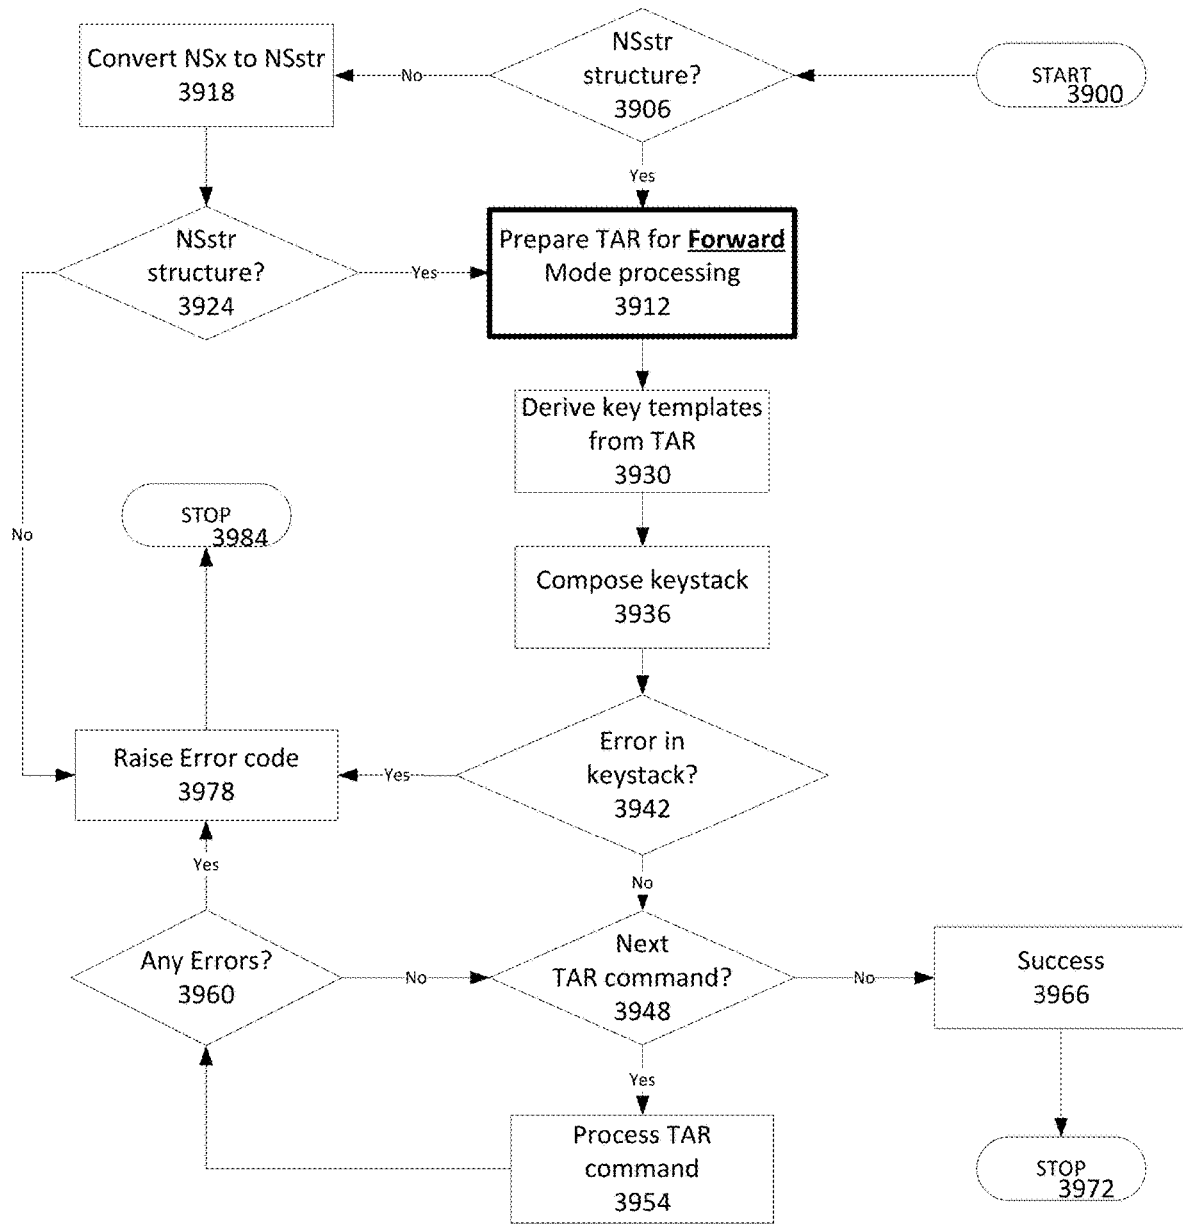 Convert NSx to NSstr
3918
No
NSstr
structure?
3906
START
3900
Yes
NSstr
structure?
3924
Yes
Prepare TAR for Forward
Mode processing
3912
Derive key templates
from TAR
3930
No
STOP
3984
Compose keystack
3936
Raise Error code
3978
Yes
Error in
keystack?
3942
Yes
No
Any Errors?
3960
No
Next
TAR command?
3948
No
Success
3966
Yes
Process TAR
command
3954
STOP
3972